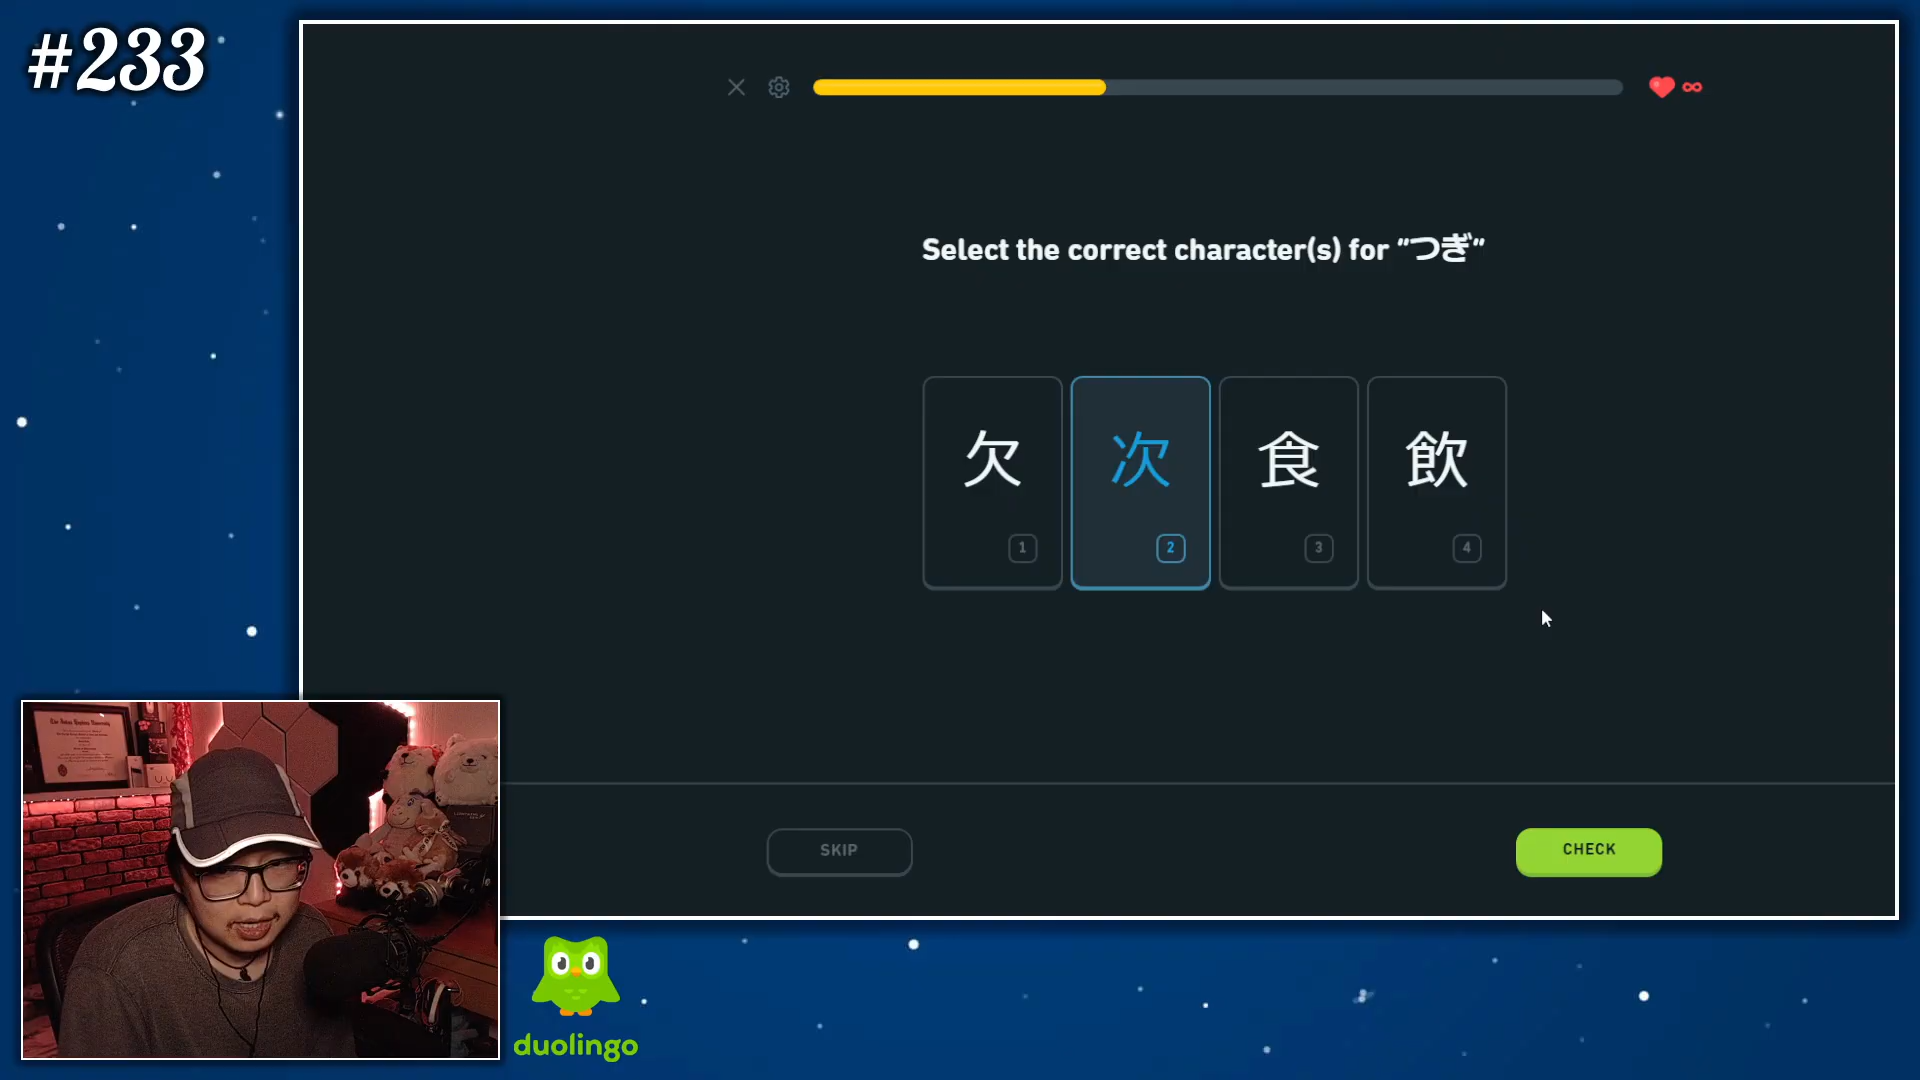 #233
∞
Select the correct character(s) for “つぎ”
欠 次 食 飲
1 2 3 4
SKIP
CHECK
duolingo